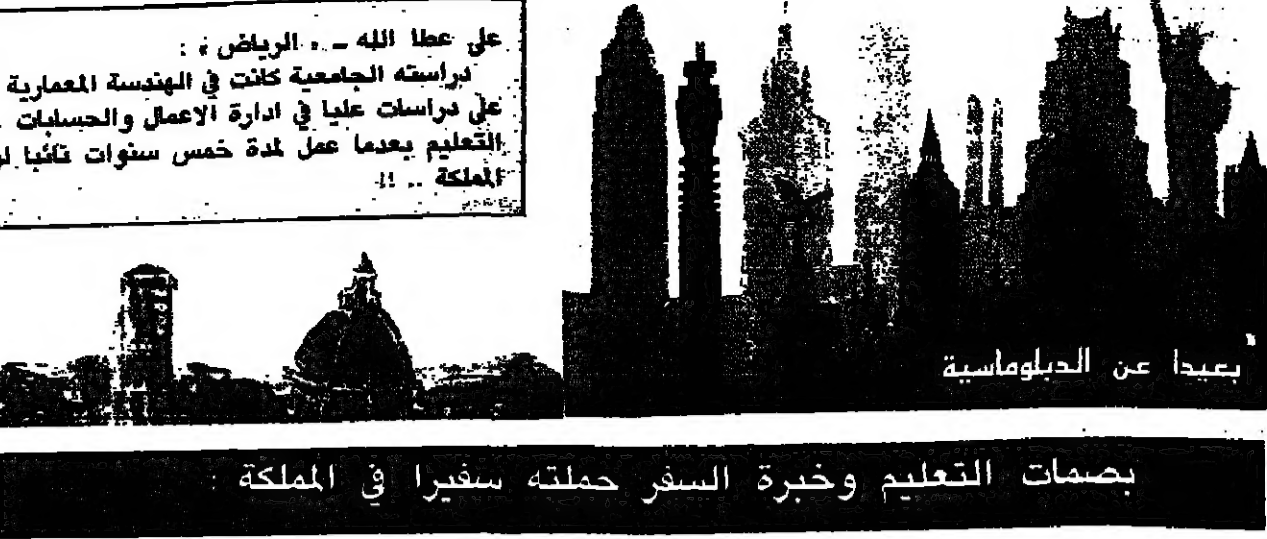 علي عطا الله ـ « الرياض » :
دراسته الجامعية كانت في الهندسة المعمارية
على دراسات عليا في ادارة الاعمال والحسابات .
التعليم بعدما عمل لمدة خمس سنوات نائبا
المملكة .. !!
بعيدا عن الدبلوماسية
بصمات التعليم وخبرة السفر حملته سفيرا في المملكة :